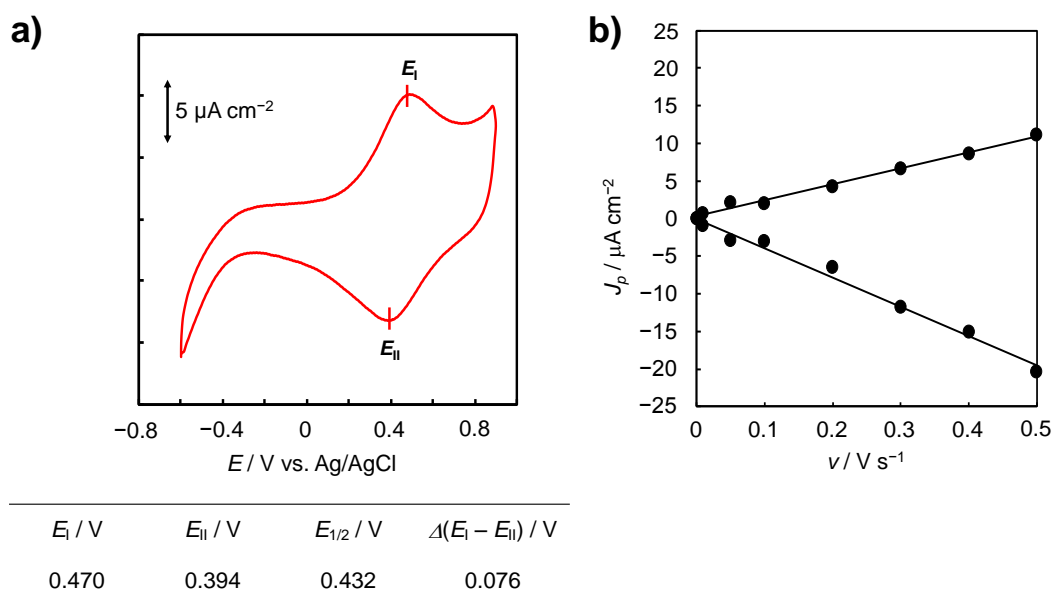 a)
E_I
5 µA cm⁻²
E_II
−0.8 −0.4 0 0.4 0.8
E / V vs. Ag/AgCl
b)
25
20
15
10
5
0
−5
−10
−15
−20
−25
J_p / µA cm⁻²
0 0.1 0.2 0.3 0.4 0.5
v / V s⁻¹
E_I / V E_II / V E_1/2 / V Δ(E_I − E_II) / V
0.470 0.394 0.432 0.076